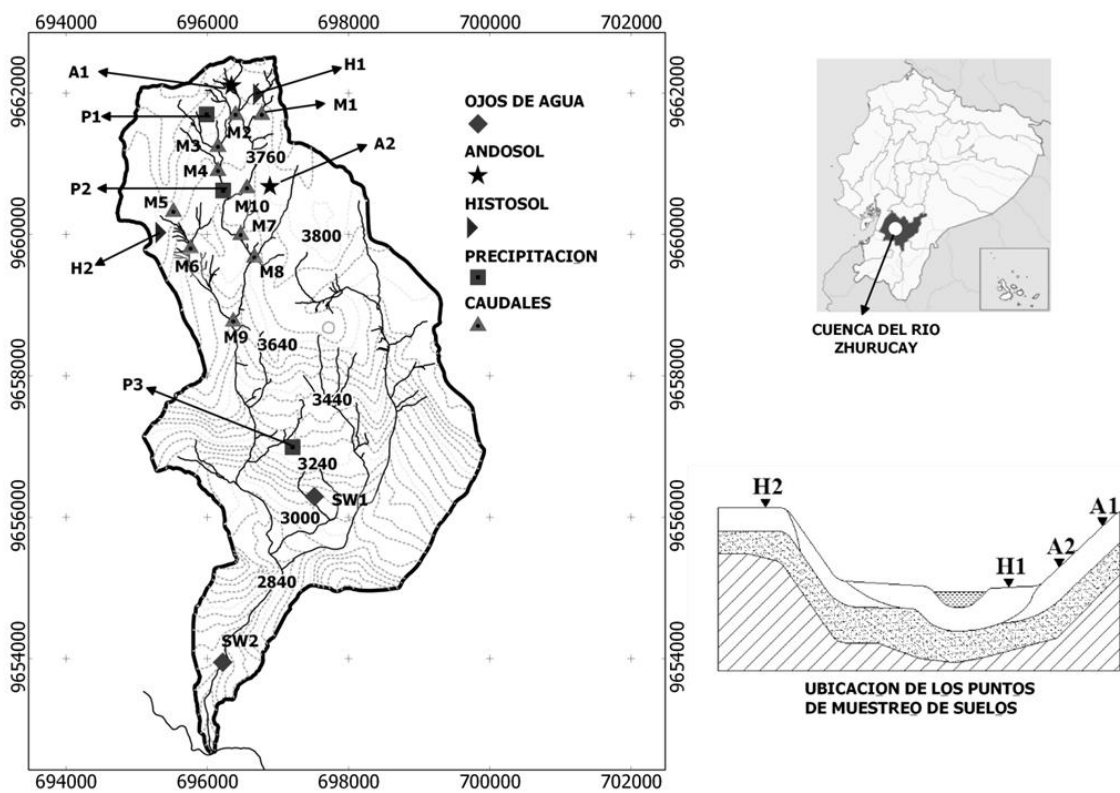 694000 696000 698000 700000 702000
9662000
9660000
9658000
9656000
9654000
A1
H1
P1
M1
M2
M3
3760
A2
M4
P2
M10
M5
M7
3800
H2
M6
M8
M9
3640
P3
3440
3240
SW1
3000
2840
SW2
OJOS DE AGUA
ANDOSOL
HISTOSOL
PRECIPITACION
CAUDALES
9662000
9660000
9658000
9656000
9654000
694000 696000 698000 700000 702000
CUENCA DEL RIO
ZHURUCAY
H2
A1
A2
H1
UBICACION DE LOS PUNTOS
DE MUESTREO DE SUELOS